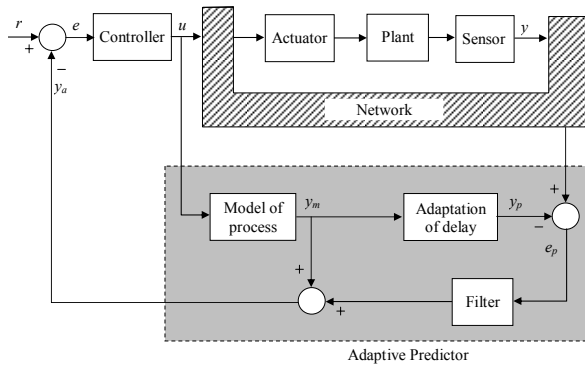 r
+
e
−
Controller
u
Actuator
Plant
Sensor
y
Network
y_a
Model of
process
y_m
Adaptation
of delay
y_p
+
−
e_p
+
+
Filter
Adaptive Predictor